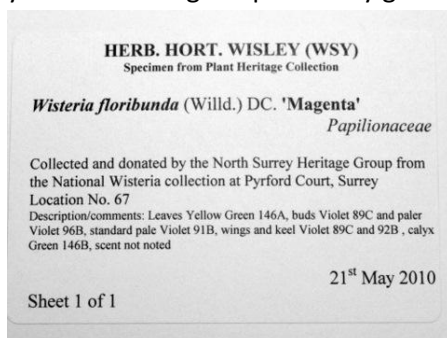 HERB. HORT. WISLEY (WSY)
Specimen from Plant Heritage Collection
Wisteria floribunda (Willd.) DC. 'Magenta'
Papilionaceae
Collected and donated by the North Surrey Heritage Group from
the National Wisteria collection at Pyrford Court, Surrey
Location No. 67
Description/comments: Leaves Yellow Green 146A, buds Violet 89C and paler
Violet 96B, standard pale Violet 91B, wings and keel Violet 89C and 92B , calyx
Green 146B, scent not noted
21st May 2010
Sheet 1 of 1